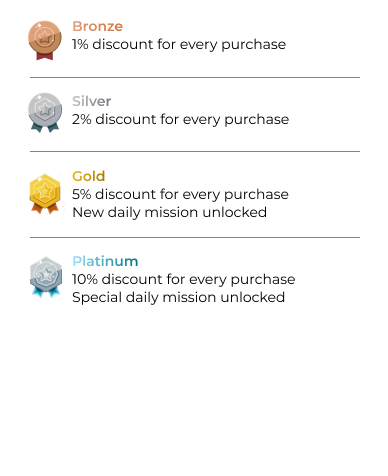 Bronze
1% discount for every purchase
Silver
2% discount for every purchase
Gold
5% discount for every purchase
New daily mission unlocked
Platinum
10% discount for every purchase
Special daily mission unlocked